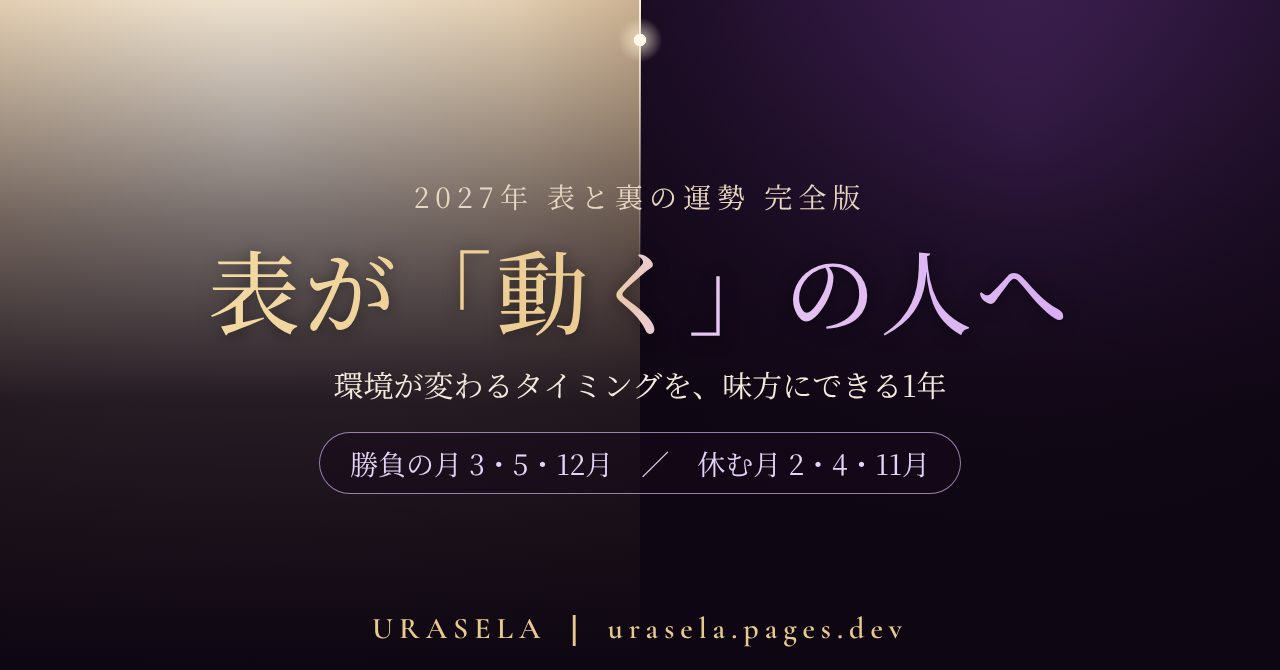 2027年 表と裏の運勢 完全版
表が「動く」の人へ
環境が変わるタイミングを、味方にできる1年
勝負の月 3・5・12月　／　休む月 2・4・11月
URASELA ｜ urasela.pages.dev